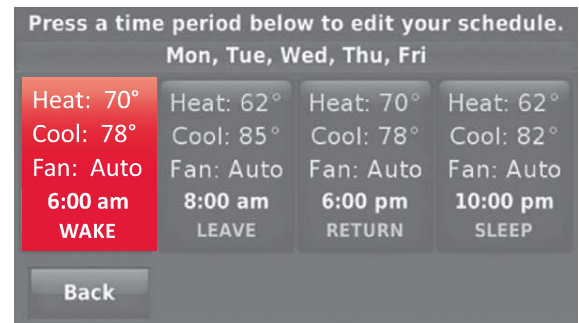 Press a time period below to edit your schedule.
Mon, Tue, Wed, Thu, Fri
Heat: 70°
Cool: 78°
Fan: Auto
6:00 am
WAKE
Heat: 62°
Cool: 85°
Fan: Auto
8:00 am
LEAVE
Heat: 70°
Cool: 78°
Fan: Auto
6:00 pm
RETURN
Heat: 62°
Cool: 82°
Fan: Auto
10:00 pm
SLEEP
Back